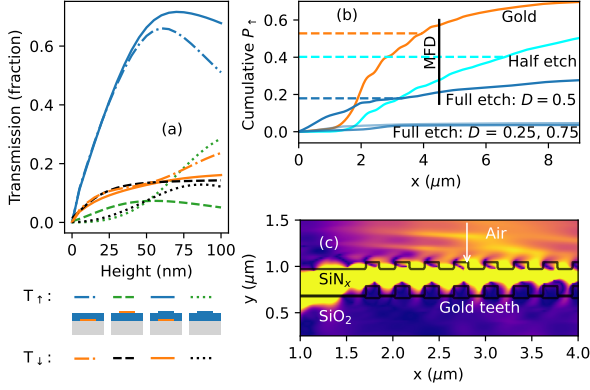 Transmission (fraction)
0.6
0.4
0.2
0.0
(a)
0 25 50 75 100
Height (nm)
T↑:
T↓:
Cumulative P↑
0.6
0.4
0.2
0.0
(b)
Gold
MFD
Half etch
Full etch: D = 0.5
Full etch: D = 0.25, 0.75
0 2 4 6 8
x (μm)
y (μm)
1.5
1.0
0.5
(c)
Air
SiNx
Gold teeth
SiO2
1.0 1.5 2.0 2.5 3.0 3.5 4.0
x (μm)